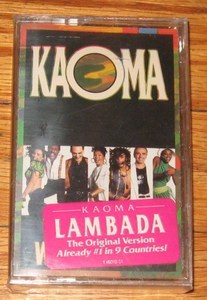 KAOMA
KAOMA
LAMBADA
The Original Version
Already #1 in 9 Countries!
W